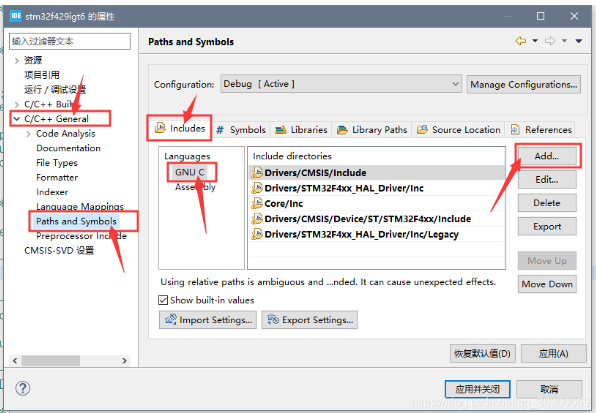 IDE stm32f429igt6 的属性
输入过滤器文本
资源
项目引用
运行 / 调试设置
C/C++ Build
C/C++ General
Code Analysis
Documentation
File Types
Formatter
Indexer
Language Mappings
Paths and Symbols
Preprocessor Include
CMSIS-SVD 设置
Paths and Symbols
Configuration: Debug [ Active ]
Manage Configurations...
Includes
# Symbols
Libraries
Library Paths
Source Location
References
Languages
GNU C
Assembly
Include directories
Drivers/CMSIS/Include
Drivers/STM32F4xx_HAL_Driver/Inc
Core/Inc
Drivers/CMSIS/Device/ST/STM32F4xx/Include
Drivers/STM32F4xx_HAL_Driver/Inc/Legacy
Add...
Edit...
Delete
Export
Move Up
Move Down
Using relative paths is ambiguous and ...nded. It can cause unexpected effects.
Show built-in values
Import Settings...
Export Settings...
恢复默认值(D)
应用(A)
应用并关闭
取消